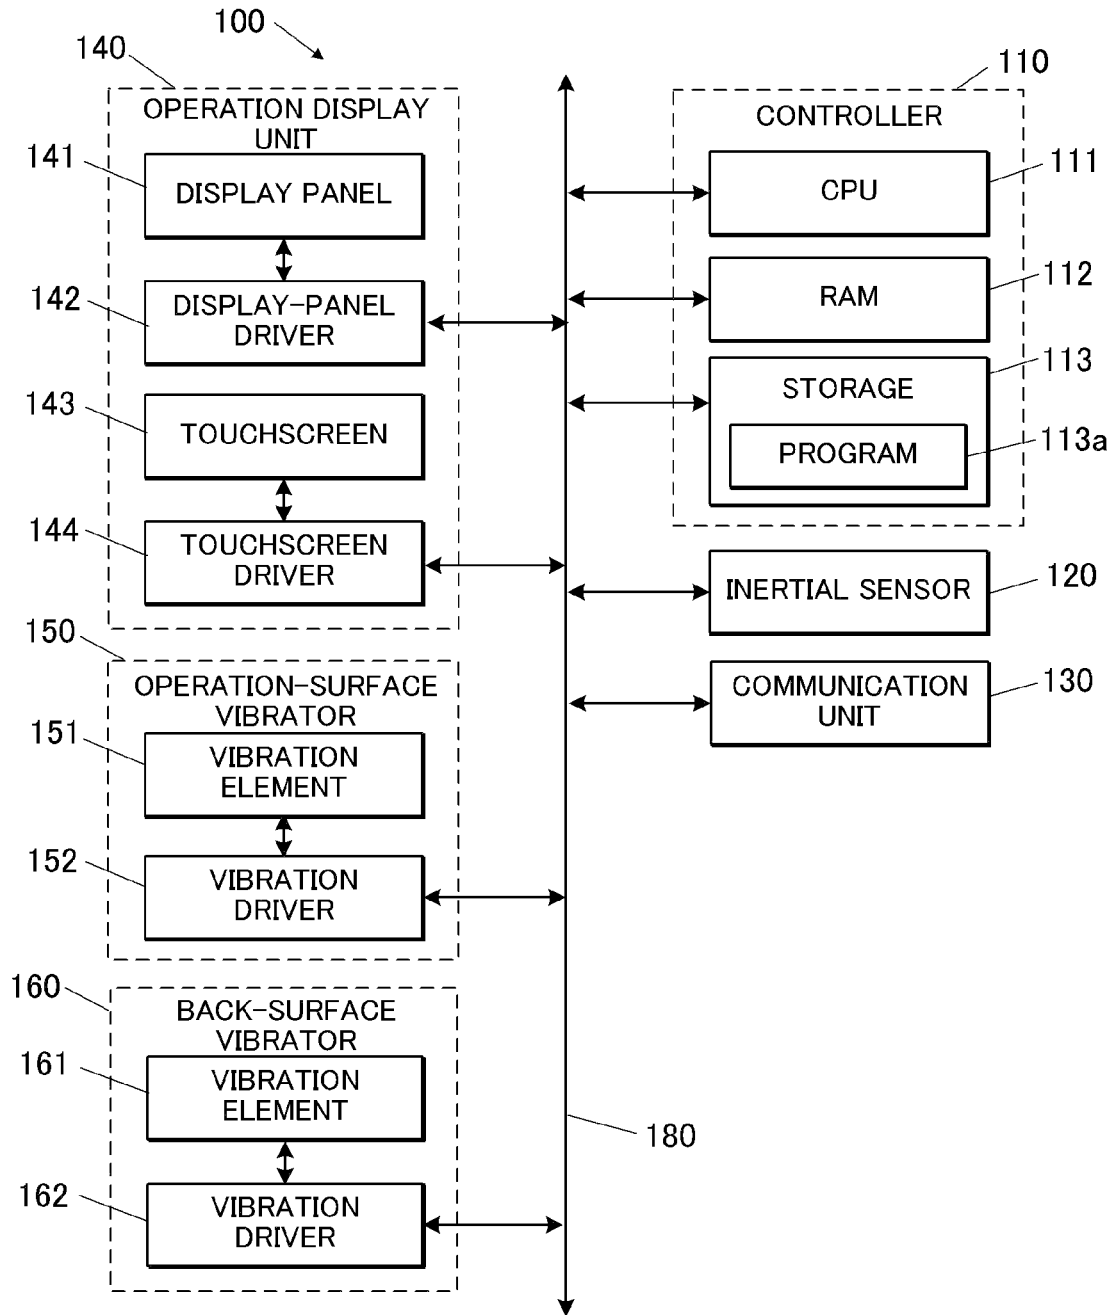 100
140
OPERATION DISPLAY
UNIT
141
DISPLAY PANEL
142
DISPLAY-PANEL
DRIVER
143
TOUCHSCREEN
144
TOUCHSCREEN
DRIVER
150
OPERATION-SURFACE
VIBRATOR
151
VIBRATION
ELEMENT
152
VIBRATION
DRIVER
160
BACK-SURFACE
VIBRATOR
161
VIBRATION
ELEMENT
162
VIBRATION
DRIVER
110
CONTROLLER
CPU
111
RAM
112
STORAGE
113
PROGRAM
113a
INERTIAL SENSOR
120
COMMUNICATION
UNIT
130
180